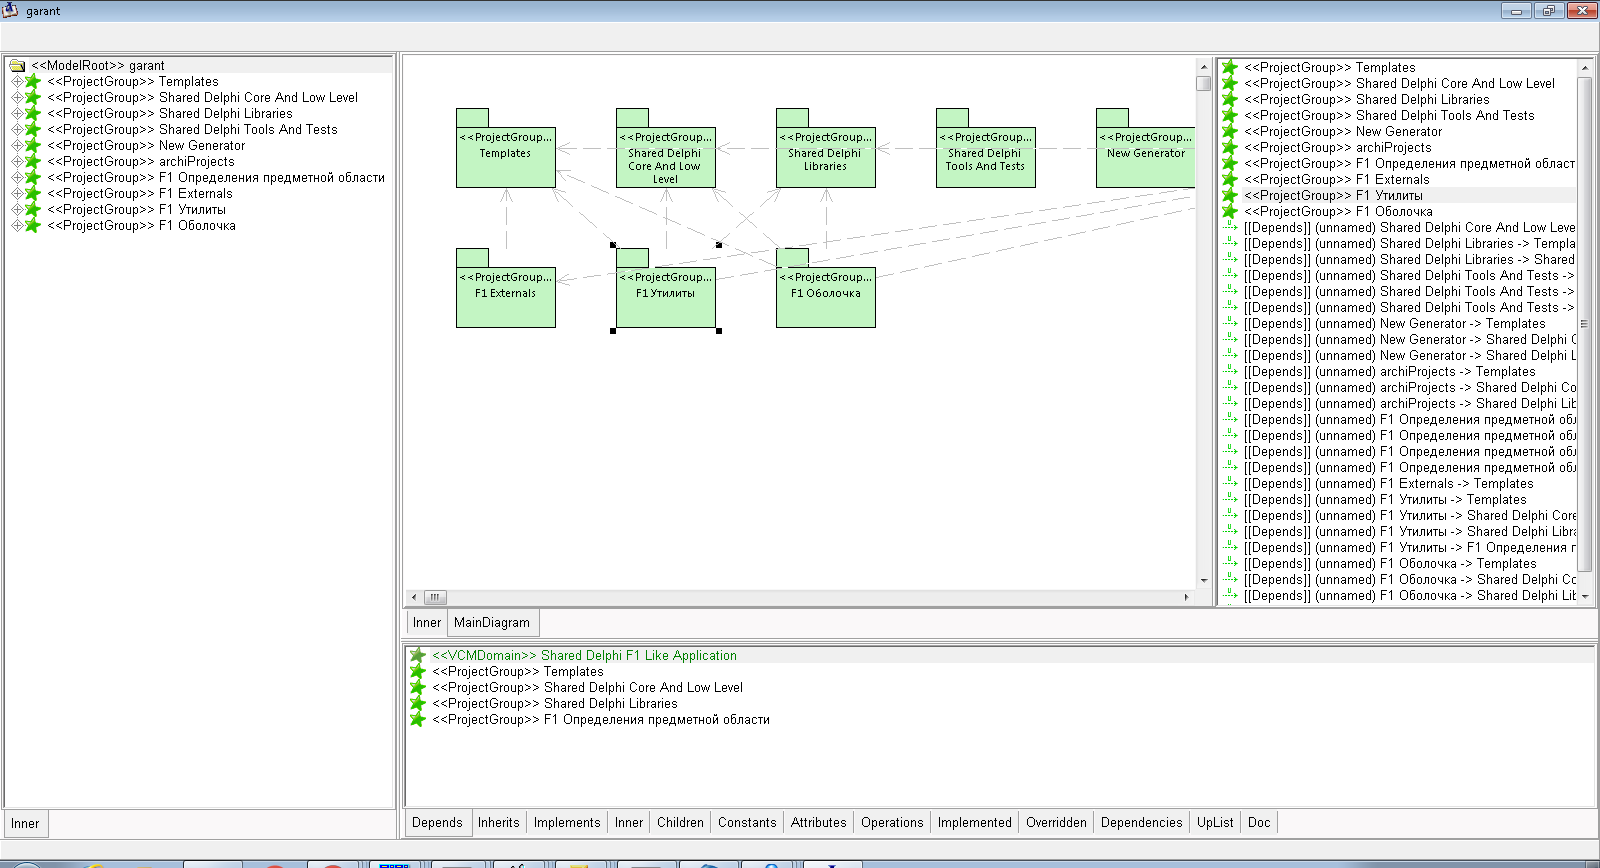 garant
<<ModelRoot>> garant
<<ProjectGroup>> Templates
<<ProjectGroup>> Shared Delphi Core And Low Level
<<ProjectGroup>> Shared Delphi Libraries
<<ProjectGroup>> Shared Delphi Tools And Tests
<<ProjectGroup>> New Generator
<<ProjectGroup>> archiProjects
<<ProjectGroup>> F1 Определения предметной области
<<ProjectGroup>> F1 Externals
<<ProjectGroup>> F1 Утилиты
<<ProjectGroup>> F1 Оболочка
Inner
<<ProjectGroup...
Templates
<<ProjectGroup...
Shared Delphi
Core And Low
Level
<<ProjectGroup...
Shared Delphi
Libraries
<<ProjectGroup...
Shared Delphi
Tools And Tests
<<ProjectGroup...
New Generator
<<ProjectGroup...
F1 Externals
<<ProjectGroup...
F1 Утилиты
<<ProjectGroup...
F1 Оболочка
Inner
MainDiagram
<<ProjectGroup>> Templates
<<ProjectGroup>> Shared Delphi Core And Low Level
<<ProjectGroup>> Shared Delphi Libraries
<<ProjectGroup>> Shared Delphi Tools And Tests
<<ProjectGroup>> New Generator
<<ProjectGroup>> archiProjects
<<ProjectGroup>> F1 Определения предметной област
<<ProjectGroup>> F1 Externals
<<ProjectGroup>> F1 Утилиты
<<ProjectGroup>> F1 Оболочка
[[Depends]] (unnamed) Shared Delphi Core And Low Leve
[[Depends]] (unnamed) Shared Delphi Libraries -> Templa
[[Depends]] (unnamed) Shared Delphi Libraries -> Shared
[[Depends]] (unnamed) Shared Delphi Tools And Tests ->
[[Depends]] (unnamed) Shared Delphi Tools And Tests ->
[[Depends]] (unnamed) Shared Delphi Tools And Tests ->
[[Depends]] (unnamed) New Generator -> Templates
[[Depends]] (unnamed) New Generator -> Shared Delphi C
[[Depends]] (unnamed) New Generator -> Shared Delphi L
[[Depends]] (unnamed) archiProjects -> Templates
[[Depends]] (unnamed) archiProjects -> Shared Delphi Co
[[Depends]] (unnamed) archiProjects -> Shared Delphi Lib
[[Depends]] (unnamed) F1 Определения предметной обл
[[Depends]] (unnamed) F1 Определения предметной обл
[[Depends]] (unnamed) F1 Определения предметной обл
[[Depends]] (unnamed) F1 Определения предметной обл
[[Depends]] (unnamed) F1 Externals -> Templates
[[Depends]] (unnamed) F1 Утилиты -> Templates
[[Depends]] (unnamed) F1 Утилиты -> Shared Delphi Core
[[Depends]] (unnamed) F1 Утилиты -> Shared Delphi Libra
[[Depends]] (unnamed) F1 Утилиты -> F1 Определения п
[[Depends]] (unnamed) F1 Оболочка -> Templates
[[Depends]] (unnamed) F1 Оболочка -> Shared Delphi Co
[[Depends]] (unnamed) F1 Оболочка -> Shared Delphi Lib
<<VCMDomain>> Shared Delphi F1 Like Application
<<ProjectGroup>> Templates
<<ProjectGroup>> Shared Delphi Core And Low Level
<<ProjectGroup>> Shared Delphi Libraries
<<ProjectGroup>> F1 Определения предметной области
Depends Inherits Implements Inner Children Constants Attributes Operations Implemented Overridden Dependencies UpList Doc